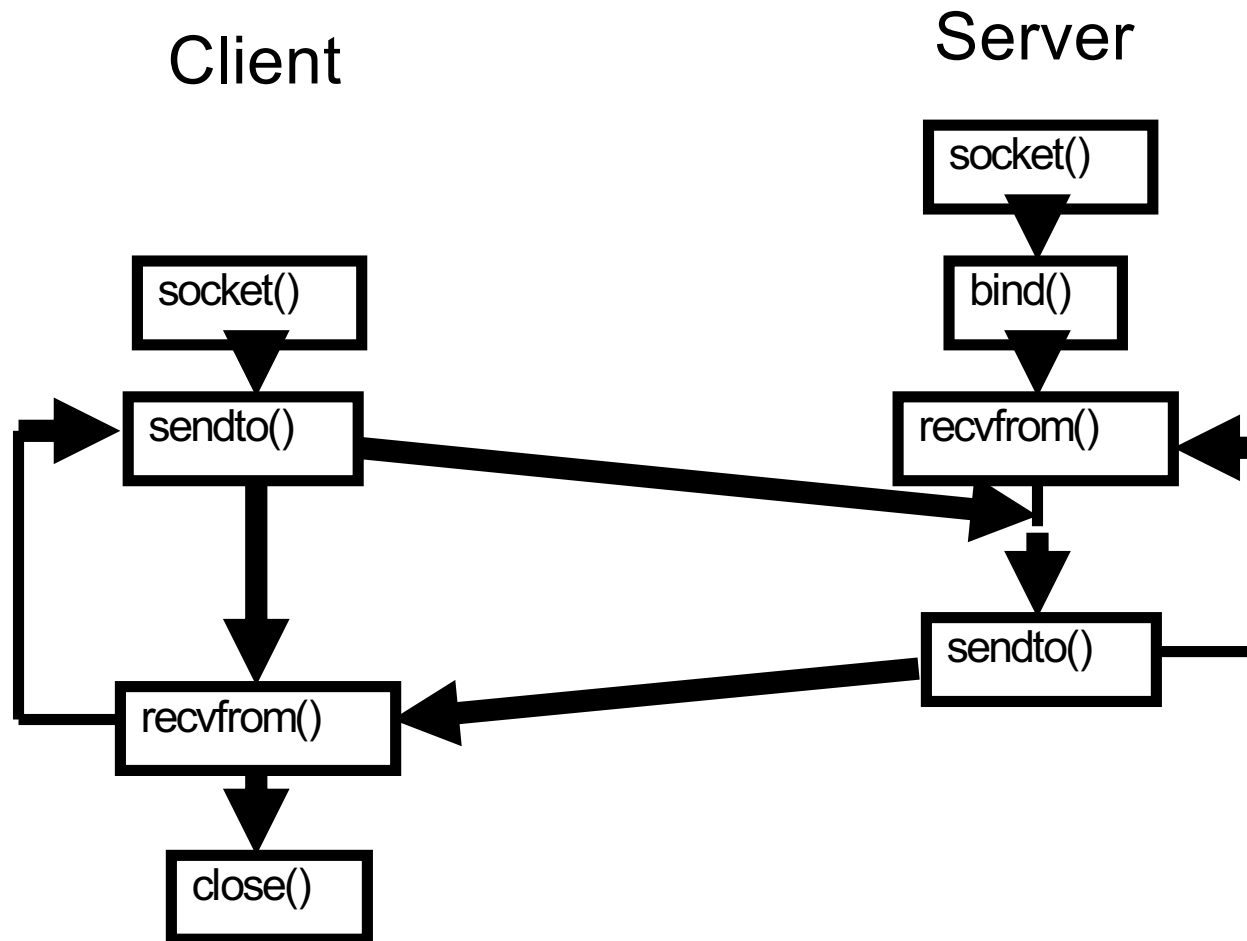 Client
Server
socket()
bind()
recvfrom()
sendto()
socket()
sendto()
recvfrom()
close()